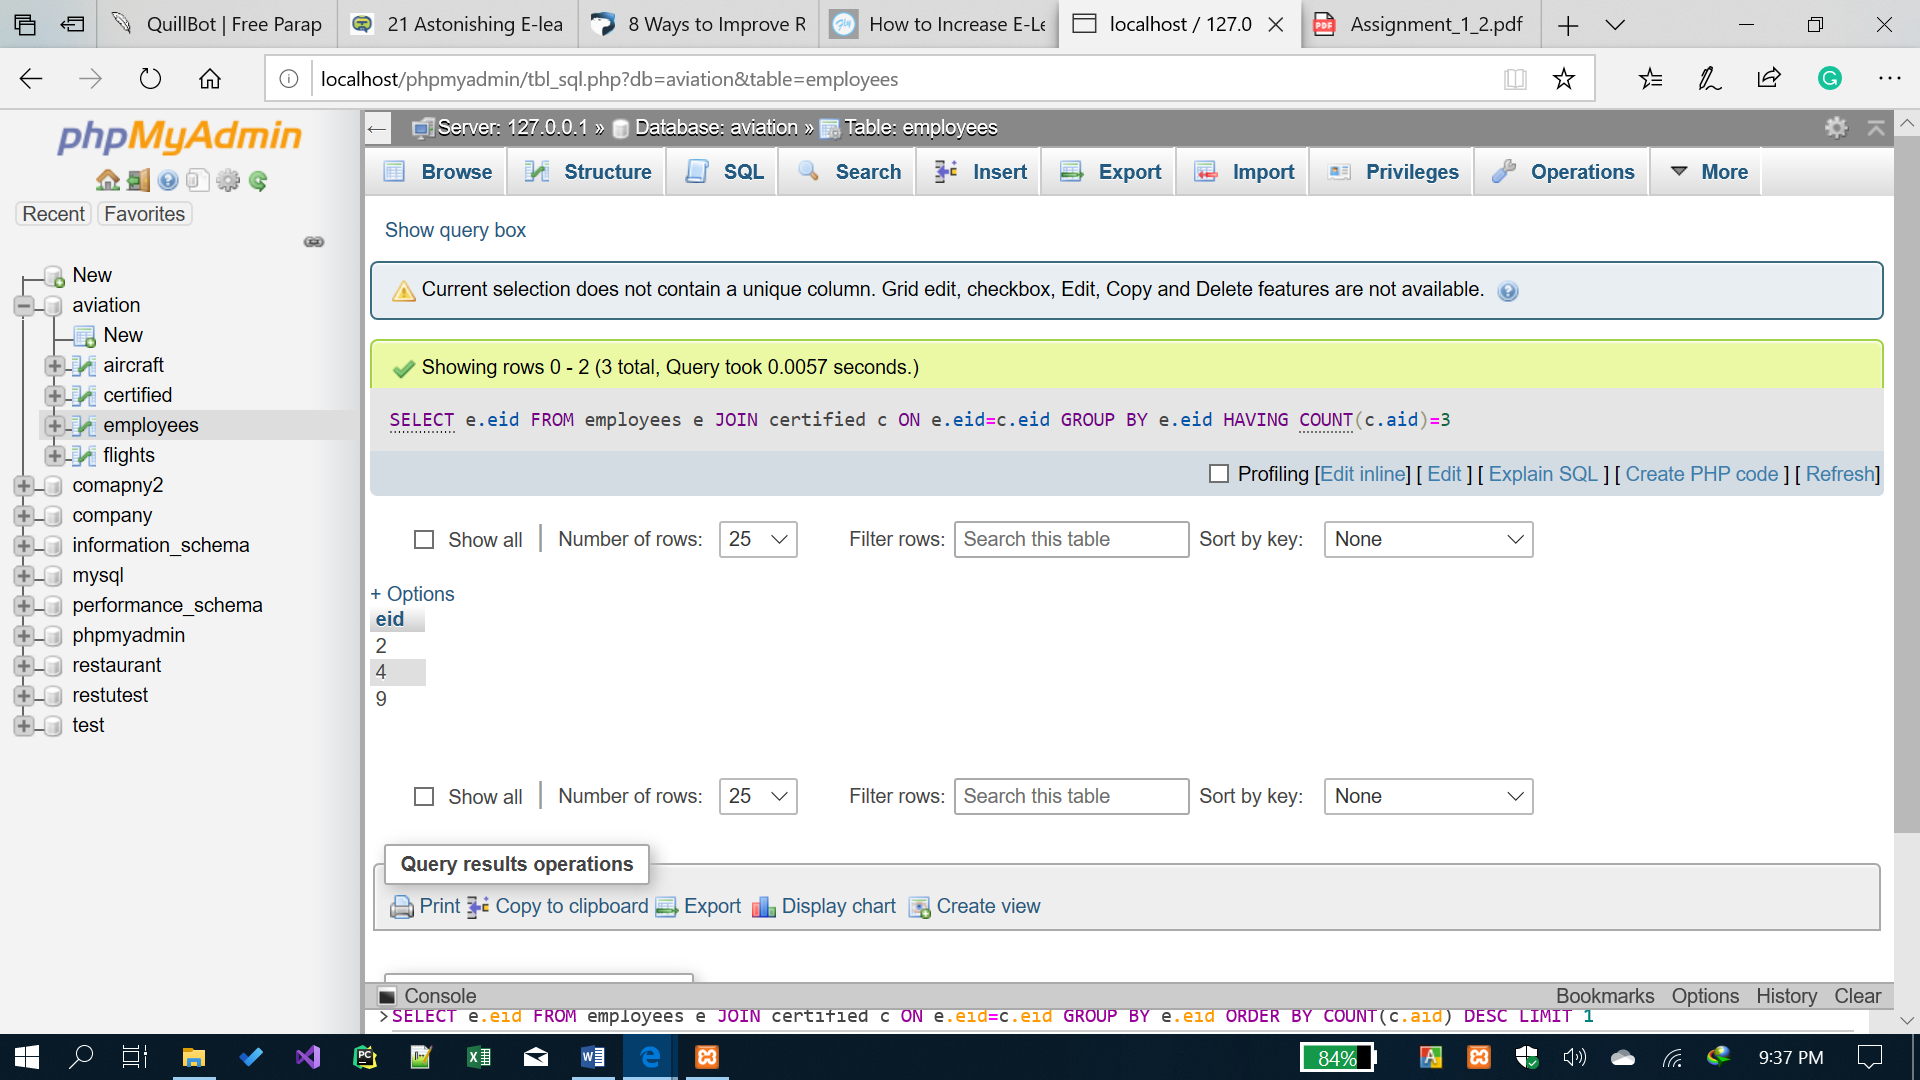 QuillBot | Free Parap
21 Astonishing E-lea
8 Ways to Improve R
How to Increase E-Le
localhost / 127.0
Assignment_1_2.pdf
localhost/phpmyadmin/tbl_sql.php?db=aviation&table=employees
phpMyAdmin
Recent
Favorites
New
aviation
New
aircraft
certified
employees
flights
comapny2
company
information_schema
mysql
performance_schema
phpmyadmin
restaurant
restutest
test
Server: 127.0.0.1 » Database: aviation » Table: employees
Browse
Structure
SQL
Search
Insert
Export
Import
Privileges
Operations
More
Show query box
Current selection does not contain a unique column. Grid edit, checkbox, Edit, Copy and Delete features are not available.
Showing rows 0 - 2 (3 total, Query took 0.0057 seconds.)
SELECT e.eid FROM employees e JOIN certified c ON e.eid=c.eid GROUP BY e.eid HAVING COUNT(c.aid)=3
Profiling [Edit inline] [ Edit ] [ Explain SQL ] [ Create PHP code ] [ Refresh]
Show all | Number of rows: 25 Filter rows: Search this table Sort by key: None
+ Options
eid
2
4
9
Show all | Number of rows: 25 Filter rows: Search this table Sort by key: None
Query results operations
Print Copy to clipboard Export Display chart Create view
Console
Bookmarks Options History Clear
>SELECT e.eid FROM employees e JOIN certified c ON e.eid=c.eid GROUP BY e.eid ORDER BY COUNT(c.aid) DESC LIMIT 1
84%
9:37 PM